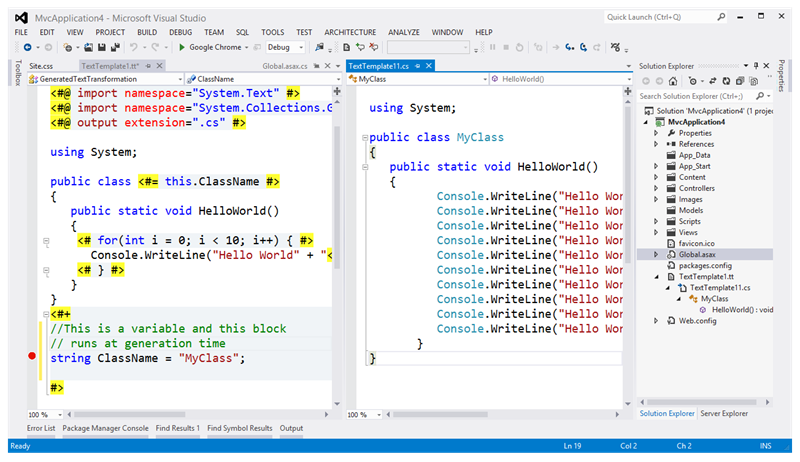 MvcApplication4 - Microsoft Visual Studio
Quick Launch (Ctrl+Q)
FILE EDIT VIEW PROJECT BUILD DEBUG TEAM SQL TOOLS TEST ARCHITECTURE ANALYZE WINDOW HELP
Google Chrome Debug
Toolbox
Site.css TextTemplate1.tt* Global.asax.cs
GeneratedTextTransformation ClassName
<#@ import namespace="System.Text" #>
<#@ import namespace="System.Collections.G
<#@ output extension=".cs" #>
using System;
public class <#= this.ClassName #>
{
public static void HelloWorld()
{
<# for(int i = 0; i < 10; i++) { #>
Console.WriteLine("Hello World" + "<
<# } #>
}
}
<#+
//This is a variable and this block
// runs at generation time
string ClassName = "MyClass";
#>
100 %
TextTemplate11.cs
MyClass HelloWorld()
using System;
public class MyClass
{
public static void HelloWorld()
{
Console.WriteLine("Hello Wor
Console.WriteLine("Hello Wor
Console.WriteLine("Hello Wor
Console.WriteLine("Hello Wor
Console.WriteLine("Hello Wor
Console.WriteLine("Hello Wor
Console.WriteLine("Hello Wor
Console.WriteLine("Hello Wor
Console.WriteLine("Hello Wor
Console.WriteLine("Hello Wor
}
}
100 %
Solution Explorer
Search Solution Explorer (Ctrl+;)
Solution 'MvcApplication4' (1 projec
MvcApplication4
Properties
References
App_Data
App_Start
Content
Controllers
Images
Models
Scripts
Views
favicon.ico
Global.asax
packages.config
TextTemplate1.tt
TextTemplate11.cs
MyClass
HelloWorld() : void
Web.config
Solution Explorer Server Explorer
Properties
Error List Package Manager Console Find Results 1 Find Symbol Results Output
Ready Ln 19 Col 2 Ch 2 INS